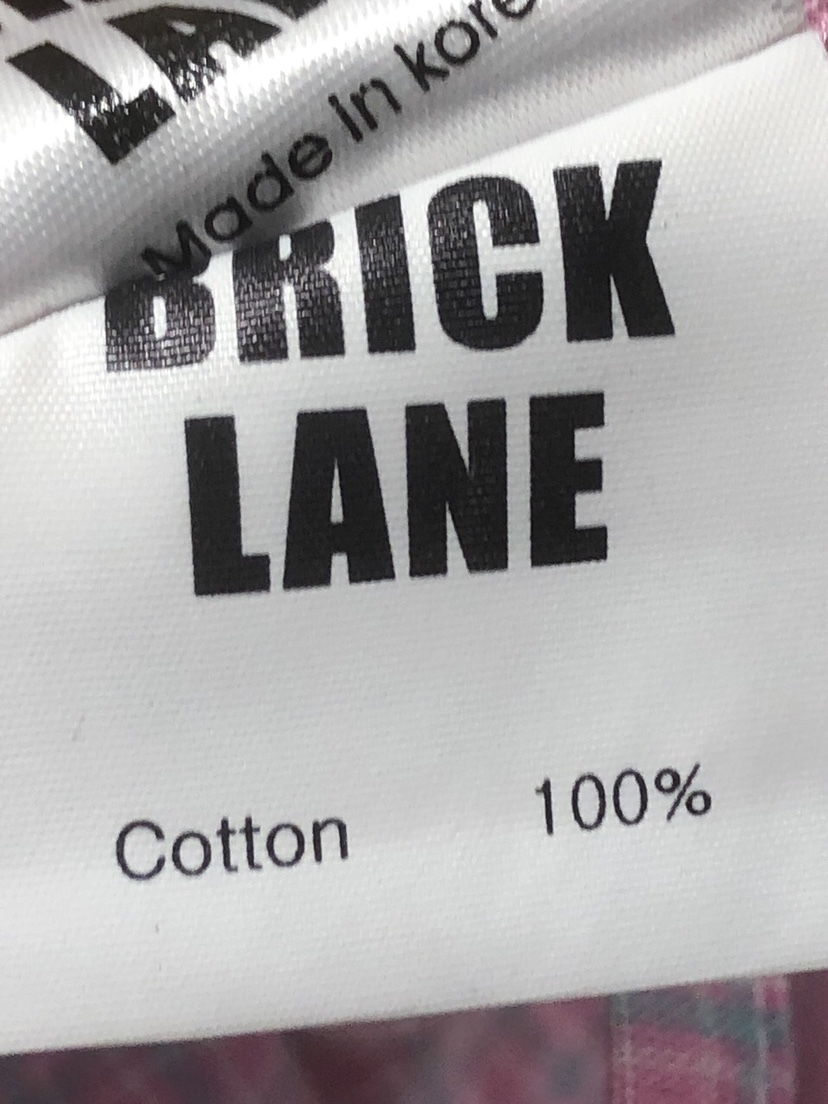 Made in kore
BRICK
LANE
Cotton 100%